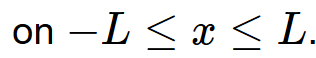 on −L ≤ x ≤ L.